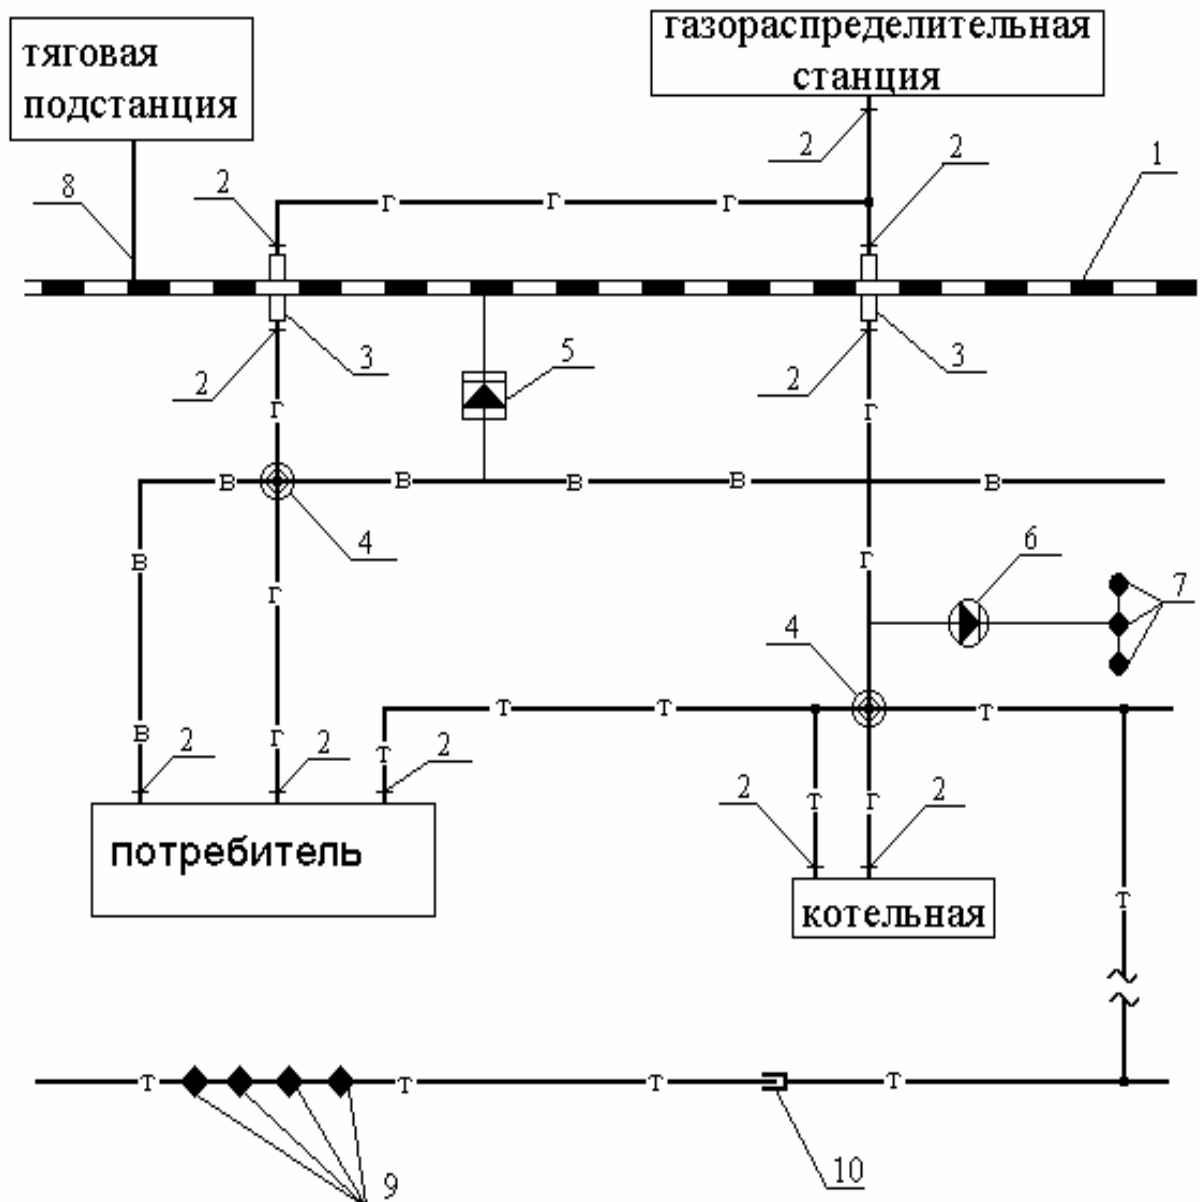 тяговая
подстанция
газораспределительная
станция
2
2
1
8
2
г г г
3
2
5
2
3
г
г
в в в в в
4
в
г
г
6
7
4
т т т
в
г
т
2
2
2
2
т
г
2
потребитель
котельная
т
т т т т
9
10